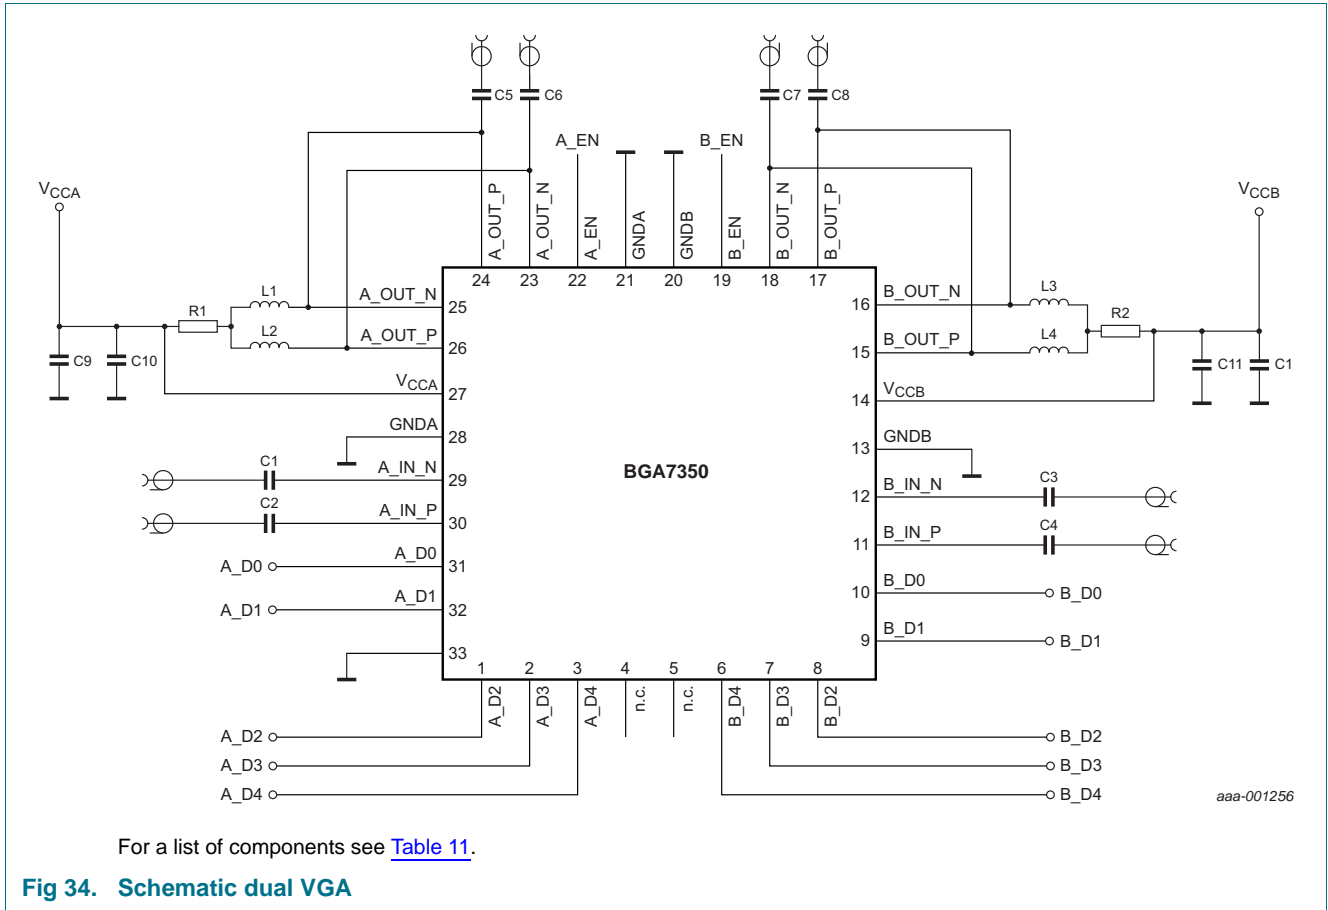 C5
C6
C7
C8
A_EN
B_EN
VCCA
VCCB
A_OUT_P
A_OUT_N
A_EN
GNDA
GNDB
B_EN
B_OUT_N
B_OUT_P
24
23
22
21
20
19
18
17
L1
A_OUT_N
25
R1
L2
A_OUT_P
26
C9
C10
VCCA
27
GNDA
28
C1
A_IN_N
29
C2
A_IN_P
30
A_D0
A_D0
31
A_D1
A_D1
32
33
BGA7350
16
B_OUT_N
L3
R2
15
B_OUT_P
L4
C11
C1
14
VCCB
13
GNDB
12
B_IN_N
C3
11
B_IN_P
C4
10
B_D0
B_D0
9
B_D1
B_D1
1
2
3
4
5
6
7
8
A_D2
A_D3
A_D4
n.c.
n.c.
B_D4
B_D3
B_D2
A_D2
B_D2
A_D3
B_D3
A_D4
B_D4
aaa-001256
For a list of components see Table 11.
Fig 34. Schematic dual VGA